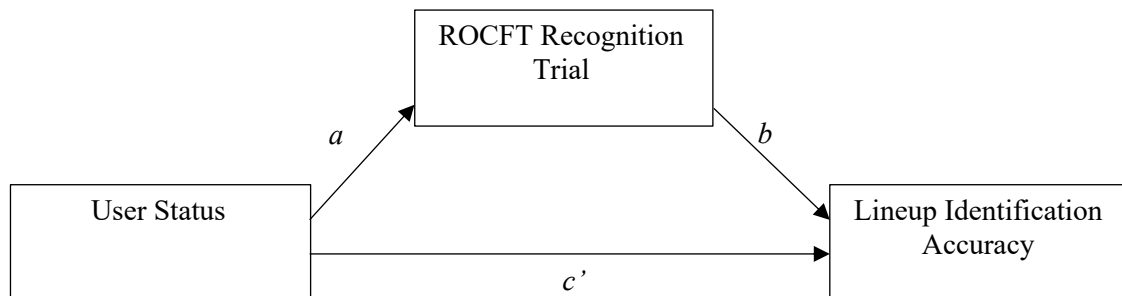 ROCFT Recognition
Trial
a
b
User Status
Lineup Identification
Accuracy
c’